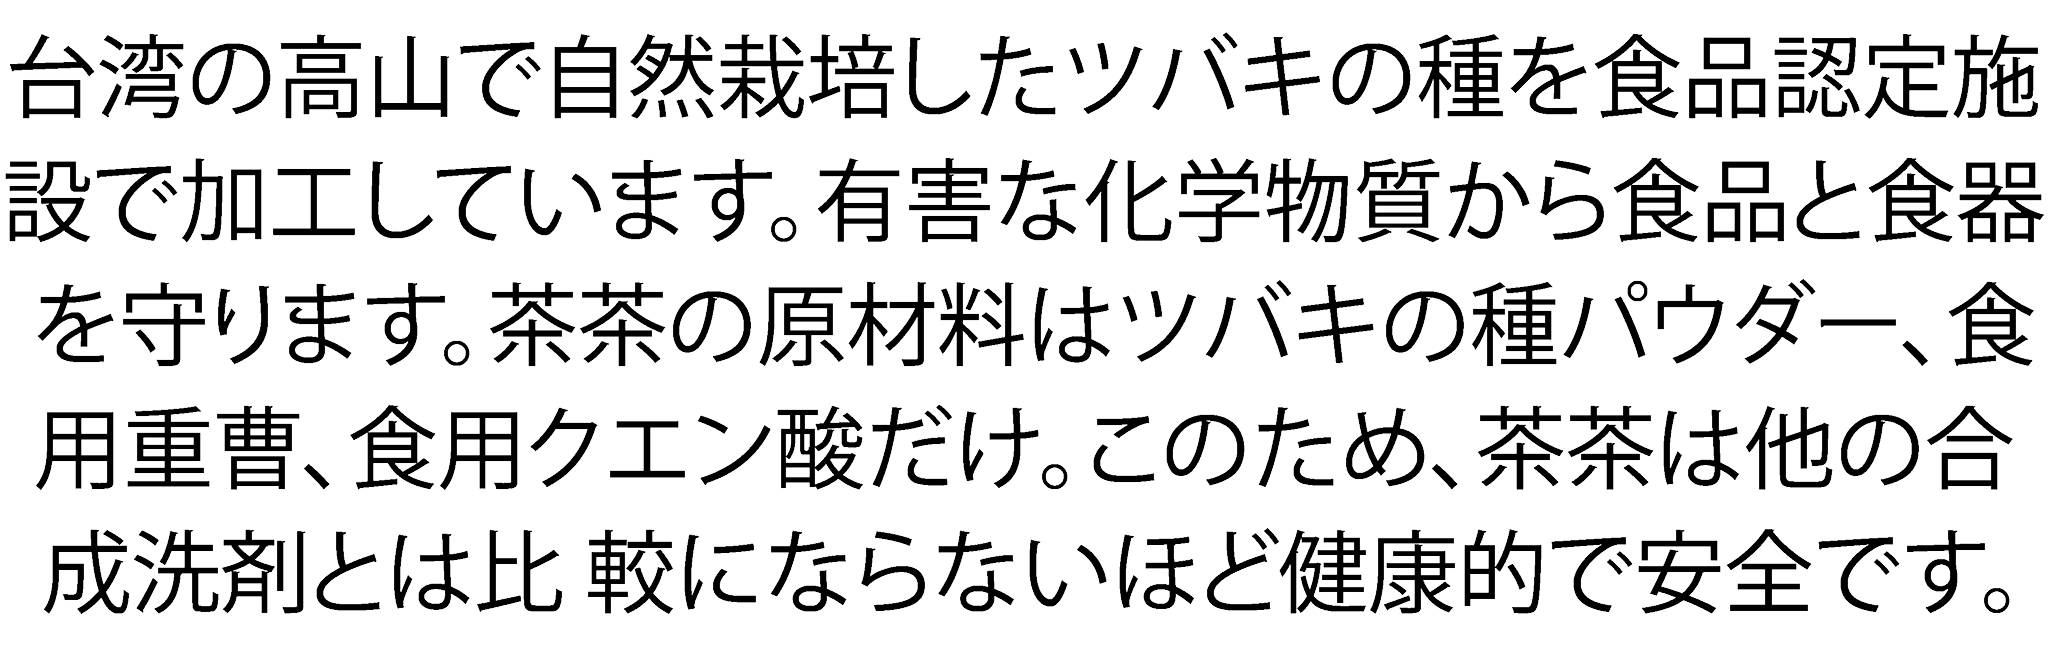 台湾の高山で自然栽培したツバキの種を食品認定施
設で加工しています。有害な化学物質から食品と食器
を守ります。茶茶の原材料はツバキの種パウダー、食
用重曹、食用クエン酸だけ。このため、茶茶は他の合
成洗剤とは比 較にならないほど健康的で安全です。